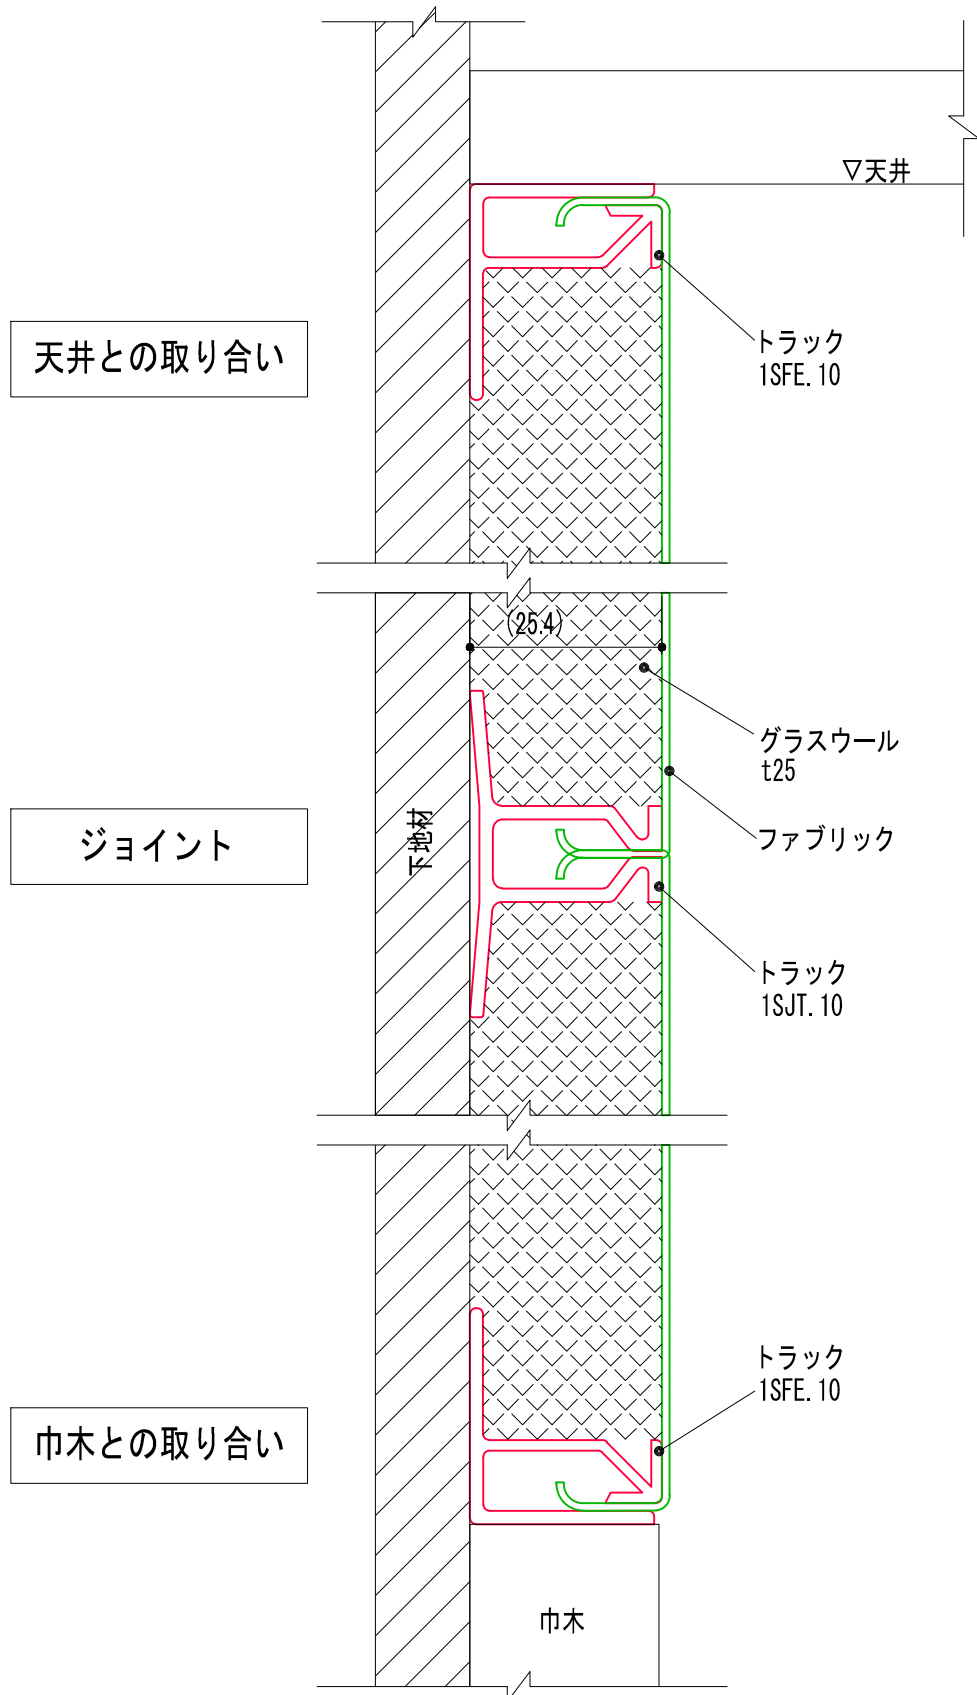 ▽天井
天井との取り合い
トラック
1SFE.10
(25.4)
グラスウール
t25
ジョイント
下地材
ファブリック
トラック
1SJT.10
トラック
1SFE.10
巾木との取り合い
巾木